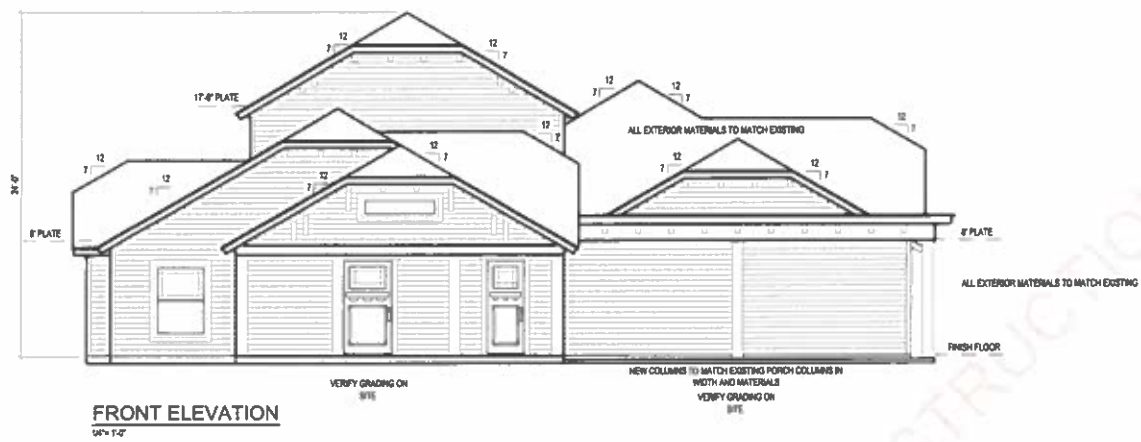 12
7
12
7
17'-6" PLATE
12
7
12
7
ALL EXTERIOR MATERIALS TO MATCH EXISTING
12
7
12
7
12
7
12
7
12
7
12
7
12
7
12
7
24'-0"
8' PLATE
8' PLATE
ALL EXTERIOR MATERIALS TO MATCH EXISTING
FINISH FLOOR
VERIFY GRADING ON
SITE
NEW COLUMNS TO MATCH EXISTING PORCH COLUMNS IN
WIDTH AND MATERIALS
VERIFY GRADING ON
SITE
FRONT ELEVATION
1/4"= 1'-0"